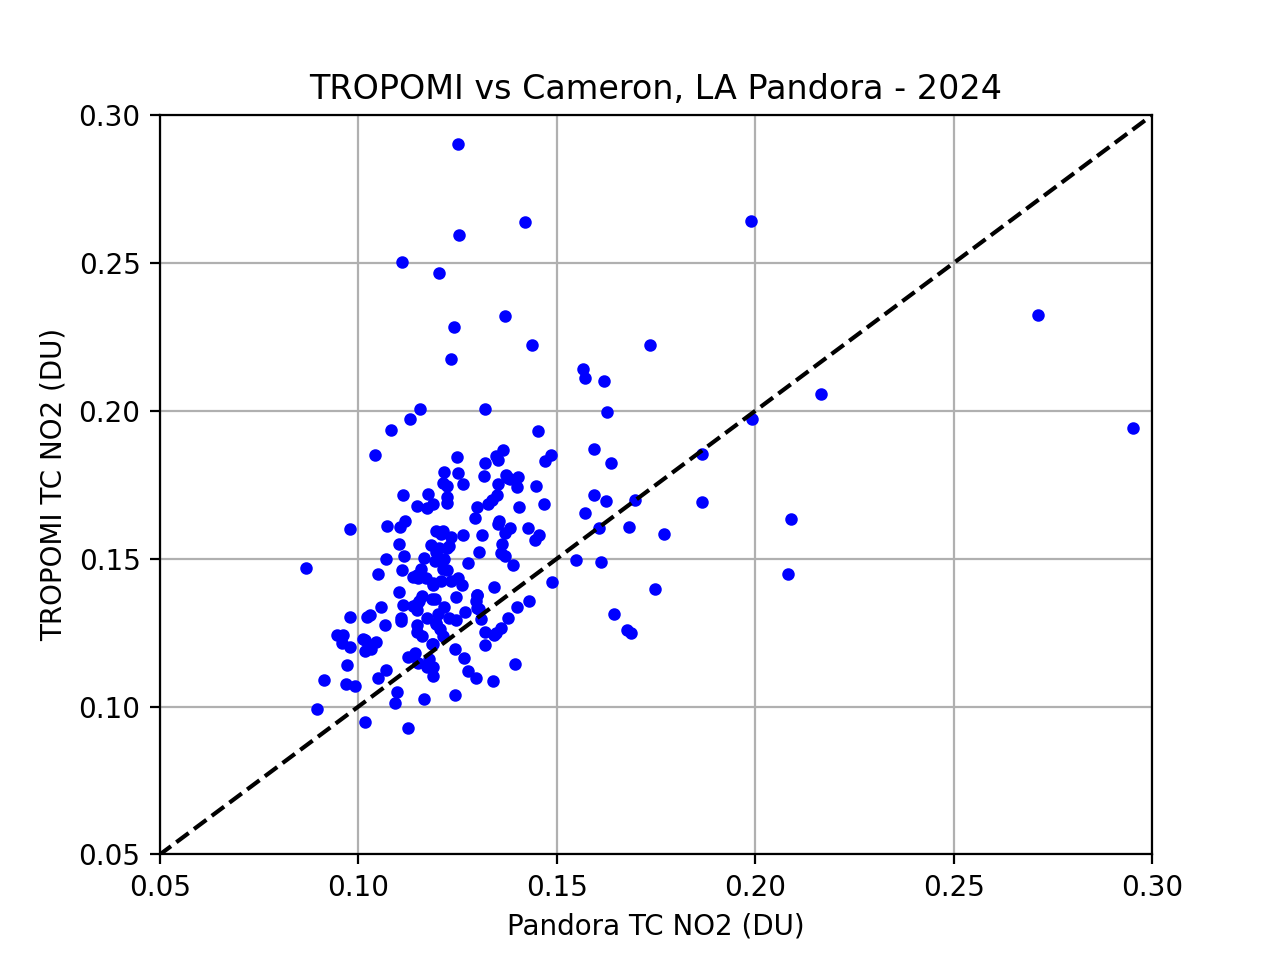 TROPOMI vs Cameron, LA Pandora - 2024
0.30
0.25
0.20
0.15
0.10
0.05
TROPOMI TC NO2 (DU)
0.05 0.10 0.15 0.20 0.25 0.30
Pandora TC NO2 (DU)